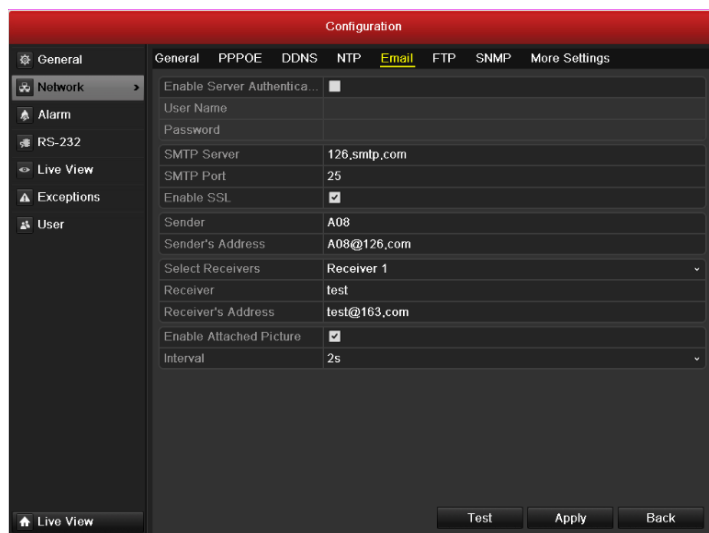 Configuration
General
Network
Alarm
RS-232
Live View
Exceptions
User
Live View
General PPPOE DDNS NTP Email FTP SNMP More Settings
Enable Server Authentica...
User Name
Password
SMTP Server 126.smtp.com
SMTP Port 25
Enable SSL
Sender A08
Sender's Address A08@126.com
Select Receivers Receiver 1
Receiver test
Receiver's Address test@163.com
Enable Attached Picture
Interval 2s
Test Apply Back